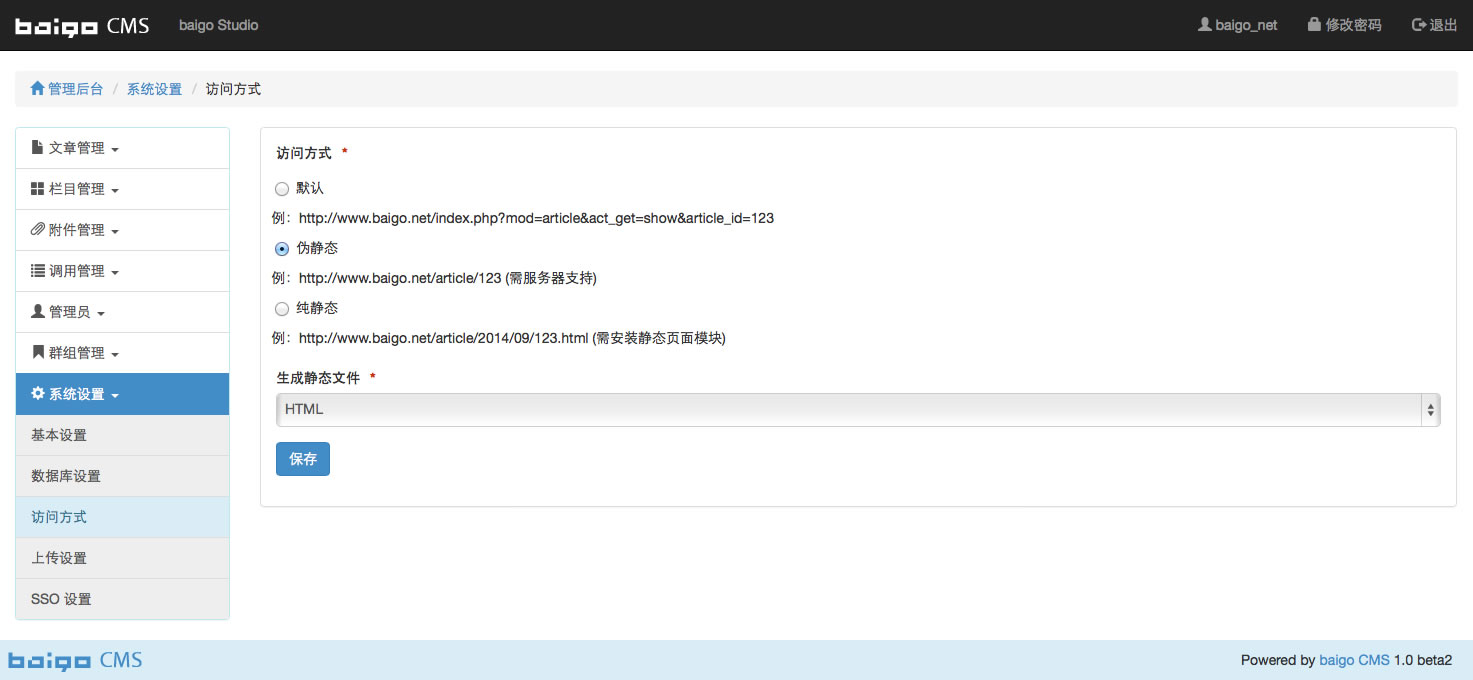 baigo CMS baigo Studio baigo_net 修改密码 退出
管理后台 / 系统设置 / 访问方式
文章管理
栏目管理
附件管理
调用管理
管理员
群组管理
系统设置
基本设置
数据库设置
访问方式
上传设置
SSO 设置
访问方式 *
默认
例：http://www.baigo.net/index.php?mod=article&act_get=show&article_id=123
伪静态
例：http://www.baigo.net/article/123 (需服务器支持)
纯静态
例：http://www.baigo.net/article/2014/09/123.html (需安装静态页面模块)
生成静态文件 *
HTML
保存
baigo CMS Powered by baigo CMS 1.0 beta2